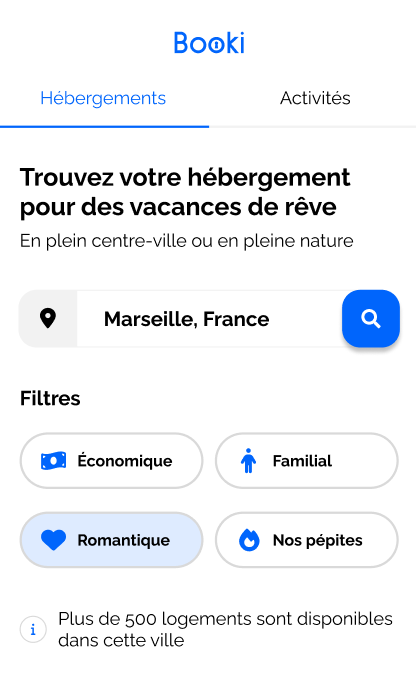 Booki
Hébergements
Activités
Trouvez votre hébergement
pour des vacances de rêve
En plein centre-ville ou en pleine nature
Marseille, France
Filtres
Économique
Familial
Romantique
Nos pépites
Plus de 500 logements sont disponibles
dans cette ville